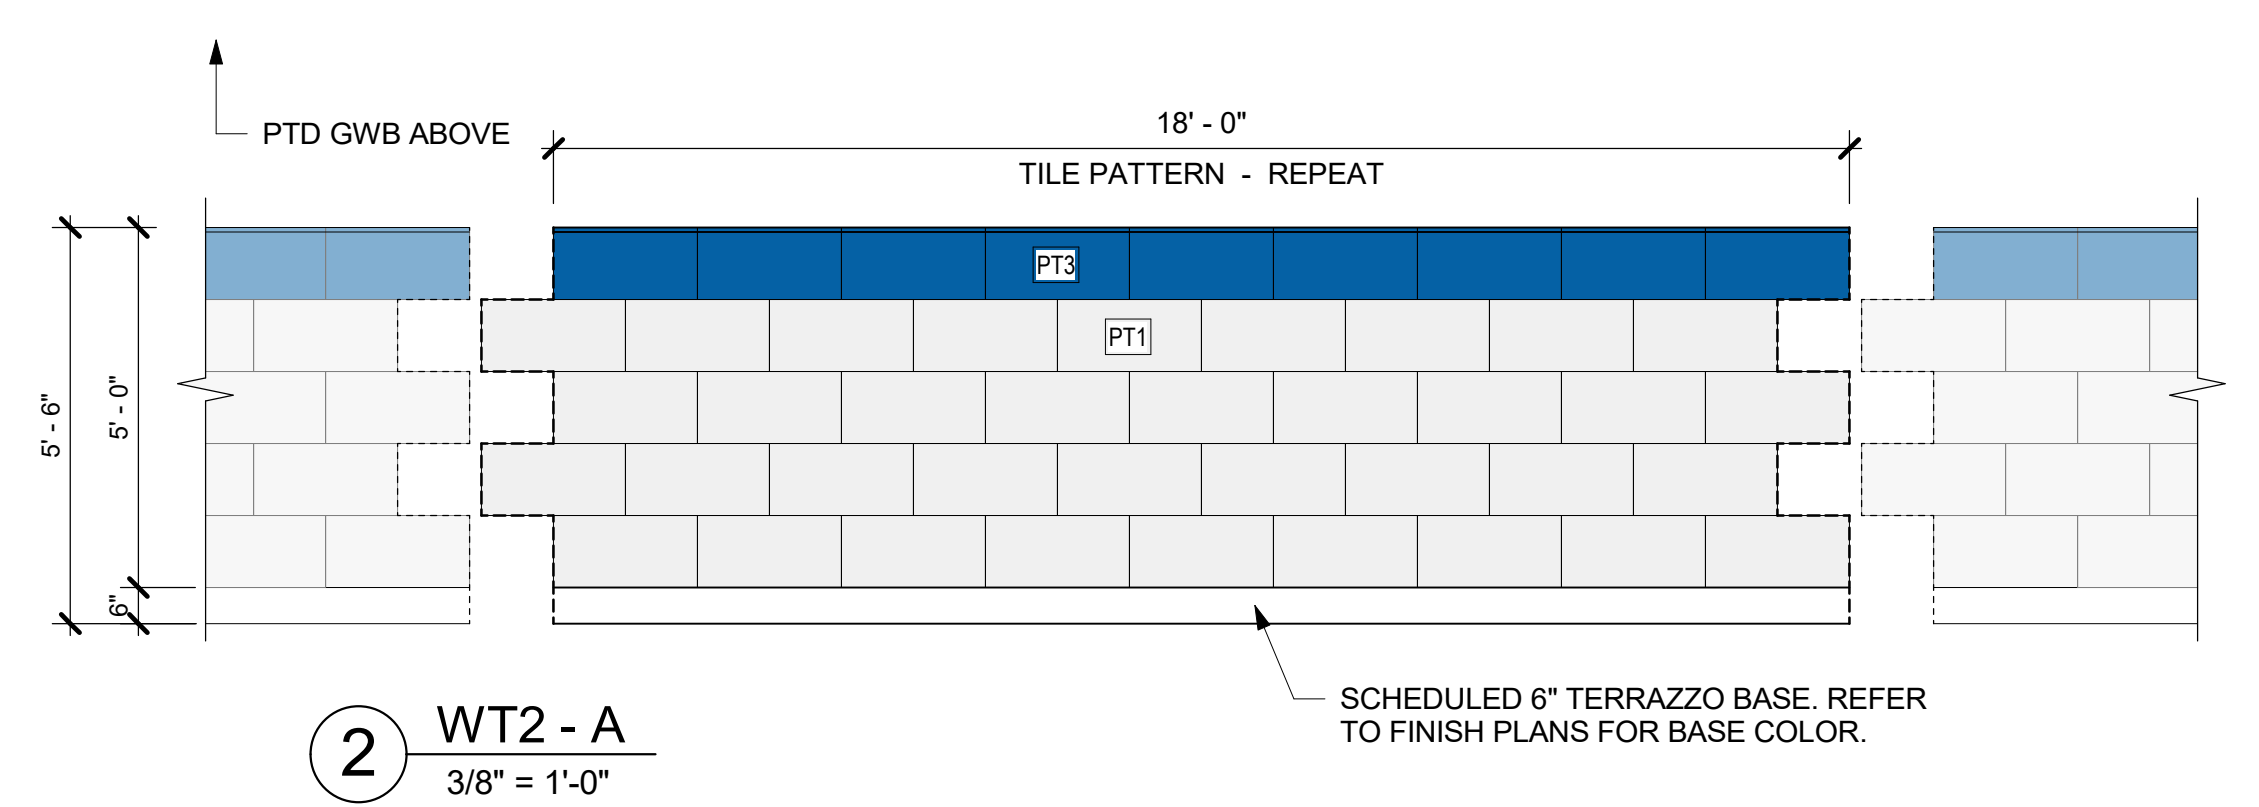 PTD GWB ABOVE
18' - 0"
TILE PATTERN - REPEAT
PT3
PT1
5' - 6"
5' - 0"
6"
SCHEDULED 6" TERRAZZO BASE. REFER
TO FINISH PLANS FOR BASE COLOR.
2
WT2 - A
3/8" = 1'-0"